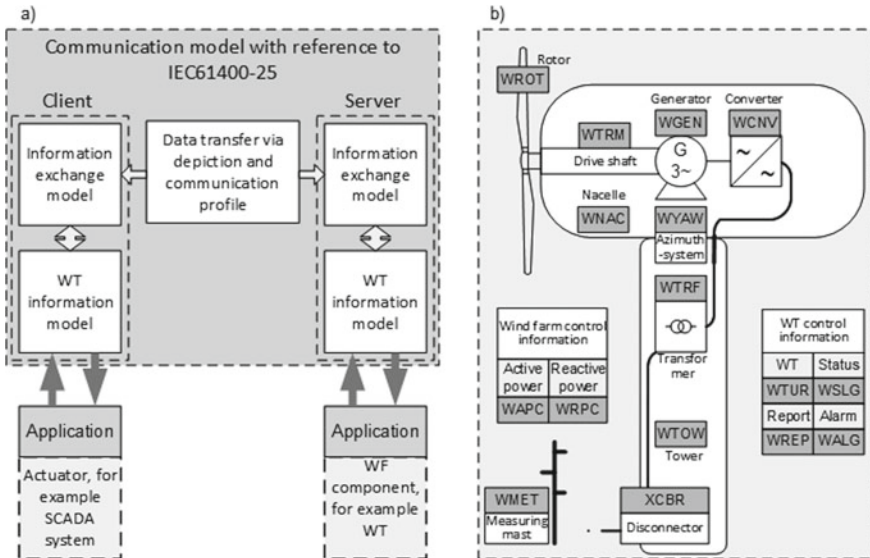 a)
Communication model with reference to
IEC61400-25
Client
Server
Information
exchange model
Data transfer via
depiction and
communication
profile
Information
exchange model
WT
information
model
WT
information
model
Application
Actuator, for
example
SCADA
system
Application
WF
component,
for example
WT
b)
Rotor
WROT
Generator
WGEN
Converter
WCNV
WTRM
Drive shaft
G
3~
~
~
Nacelle
WNAC
WYAW
Azimuth
-system
WTRF
Transfor
mer
Wind farm control
information
Active
power
Reactive
power
WAPC
WRPC
WT control
information
WT
Status
WTUR
WSLG
Report
Alarm
WREP
WALG
WTOW
Tower
WMET
Measuring
mast
XCBR
Disconnector